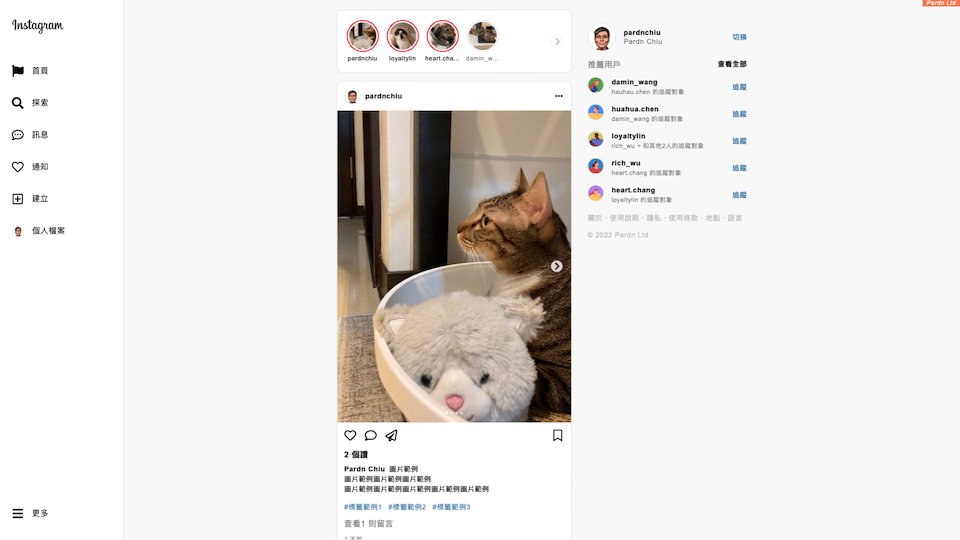 Pardn Ltd
Instagram
首頁
探索
訊息
通知
建立
個人檔案
更多
pardnchiu
loyaltylin
heart.cha...
damin_w...
pardnchiu
2 個讚
Pardn Chiu 圖片範例
圖片範例圖片範例圖片範例
圖片範例圖片範例圖片範例圖片範例圖片範例
#標籤範例1 #標籤範例2 #標籤範例3
查看1 則留言
1 天前
pardnchiu
Pardn Chiu
切換
推薦用戶
查看全部
damin_wang
hauhau.chen 的追蹤對象
追蹤
huahua.chen
damin_wang 的追蹤對象
追蹤
loyaltylin
rich_wu + 和其他2人的追蹤對象
追蹤
rich_wu
heart.chang 的追蹤對象
追蹤
heart.chang
loyaltylin 的追蹤對象
追蹤
關於・使用說明・隱私・使用條款・地點・語言
© 2022 Pardn Ltd